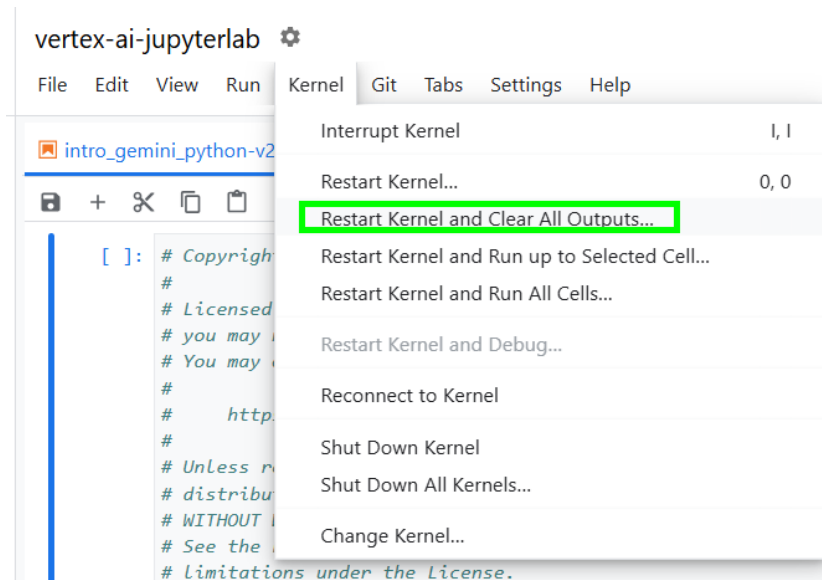 vertex-ai-jupyterlab
File Edit View Run Kernel Git Tabs Settings Help
Interrupt Kernel I, I
Restart Kernel... 0, 0
Restart Kernel and Clear All Outputs...
Restart Kernel and Run up to Selected Cell...
Restart Kernel and Run All Cells...
Restart Kernel and Debug...
Reconnect to Kernel
Shut Down Kernel
Shut Down All Kernels...
Change Kernel...
intro_gemini_python-v2
[ ]: # Copyrigh
#
# Licensed
# you may
# You may
#
# http
#
# Unless r
# distribu
# WITHOUT
# See the
# limitations under the License.